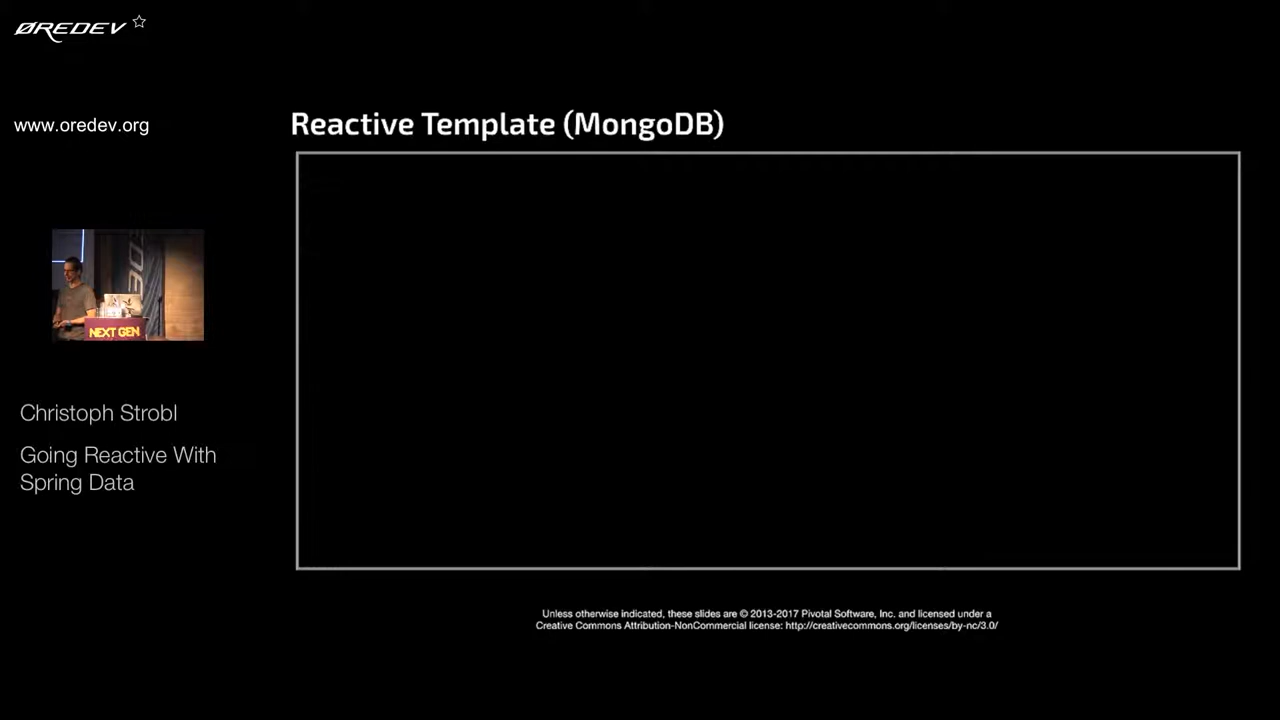 ØREDEV
www.oredev.org
Reactive Template (MongoDB)
NEXT GEN
Christoph Strobl
Going Reactive With
Spring Data
Unless otherwise indicated, these slides are © 2013-2017 Pivotal Software, Inc. and licensed under a
Creative Commons Attribution-NonCommercial license: http://creativecommons.org/licenses/by-nc/3.0/